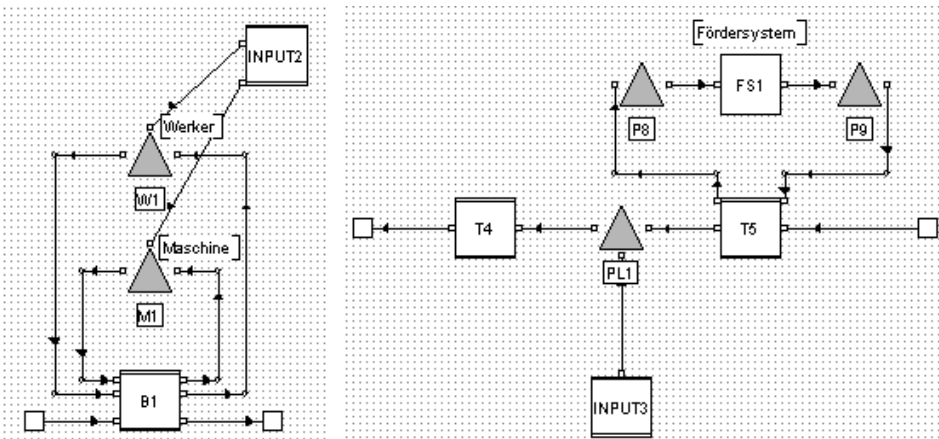 INPUT2
[Werker]
W1
[Maschine]
M1
B1
[Fördersystem]
FS1
P8
P9
T4
T5
PL1
INPUT3